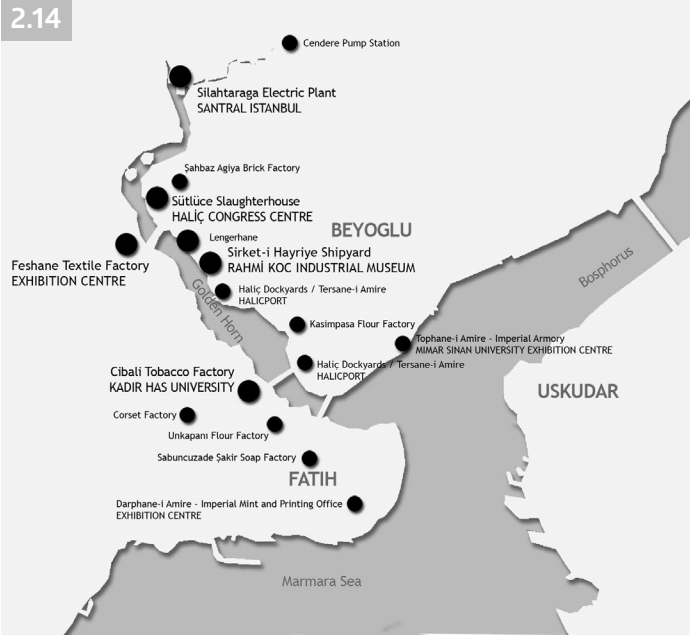 2.14
Cendere Pump Station
Silahtaraga Electric Plant
SANTRAL ISTANBUL
Şahbaz Agiya Brick Factory
Sütlüce Slaughterhouse
HALİÇ CONGRESS CENTRE
BEYOGLU
Lengerhane
Sirket-i Hayriye Shipyard
RAHMİ KOC INDUSTRIAL MUSEUM
Feshane Textile Factory
EXHIBITION CENTRE
Bosphorus
Haliç Dockyards / Tersane-i Amire
HALICPORT
Golden Horn
Kasimpasa Flour Factory
Tophane-i Amire - Imperial Armory
MIMAR SINAN UNIVERSITY EXHIBITION CENTRE
Haliç Dockyards / Tersane-i Amire
HALICPORT
Cibali Tobacco Factory
KADIR HAS UNIVERSITY
USKUDAR
Corset Factory
Unkapanı Flour Factory
Sabuncuzade Şakir Soap Factory
FATIH
Darphane-i Amire - Imperial Mint and Printing Office
EXHIBITION CENTRE
Marmara Sea